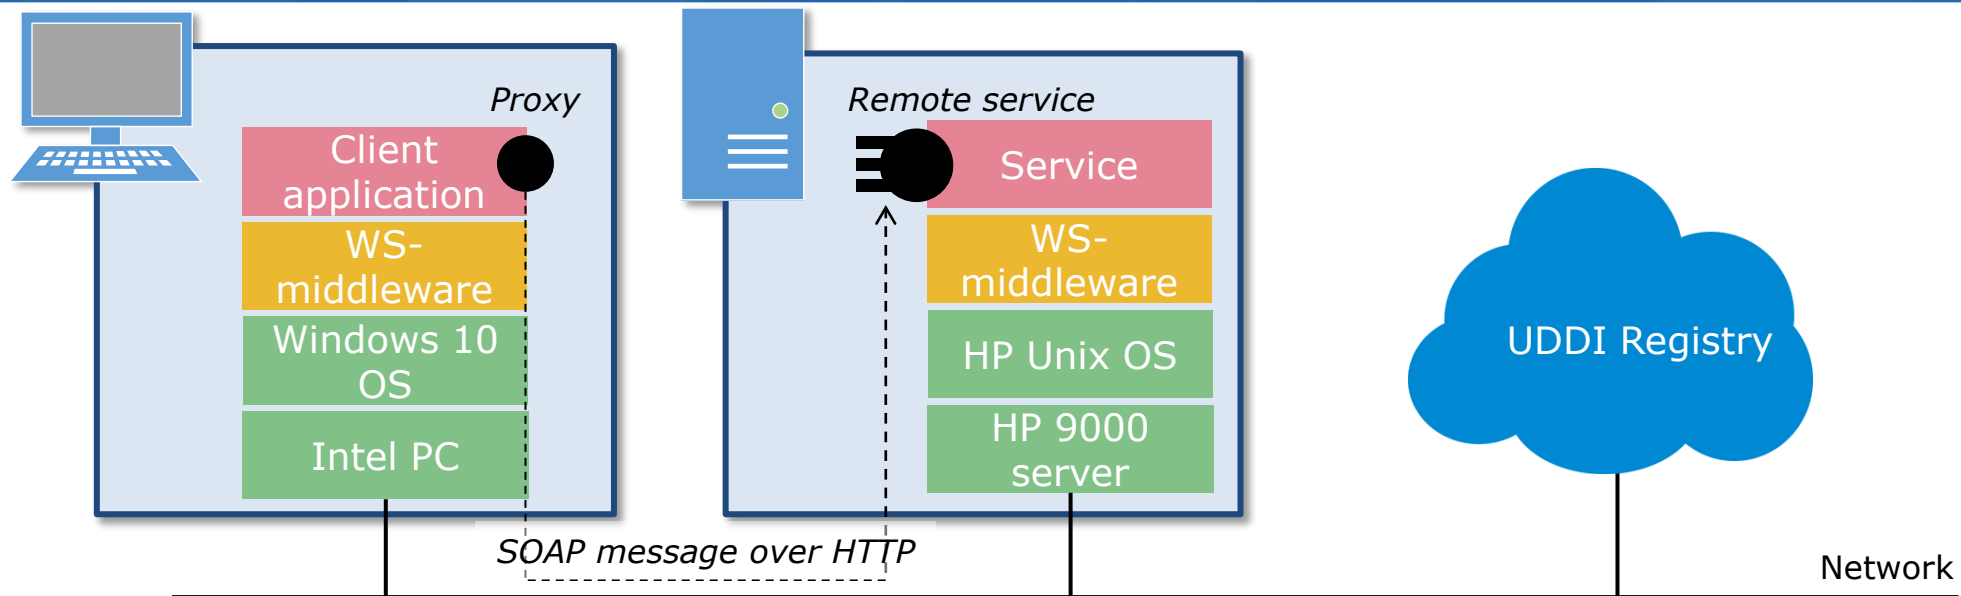 Proxy
Client
application
WS-
middleware
Windows 10
OS
Intel PC
Remote service
Service
WS-
middleware
HP Unix OS
HP 9000
server
UDDI Registry
SOAP message over HTTP
Network